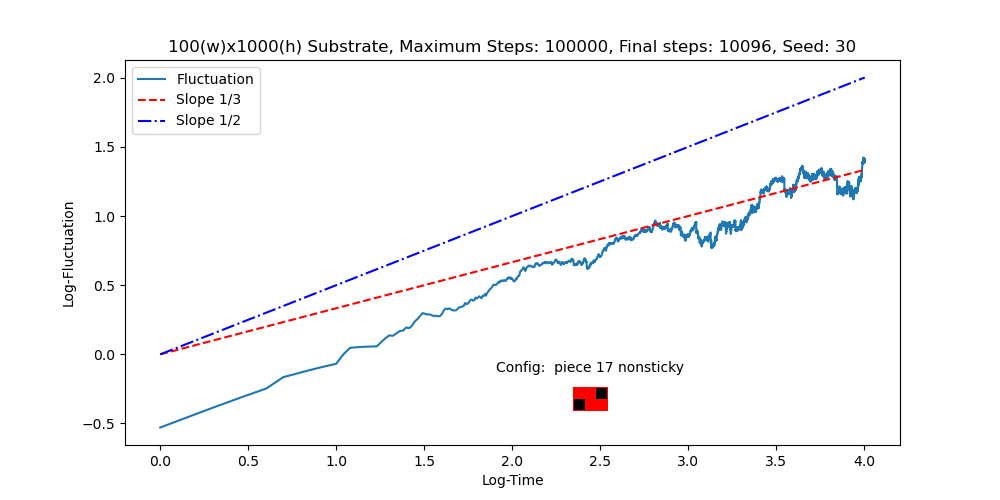 100(w)x1000(h) Substrate, Maximum Steps: 100000, Final steps: 10096, Seed: 30
Fluctuation
Slope 1/3
Slope 1/2
2.0
1.5
1.0
0.5
0.0
−0.5
Log-Fluctuation
Config:  piece 17 nonsticky
0.0 0.5 1.0 1.5 2.0 2.5 3.0 3.5 4.0
Log-Time